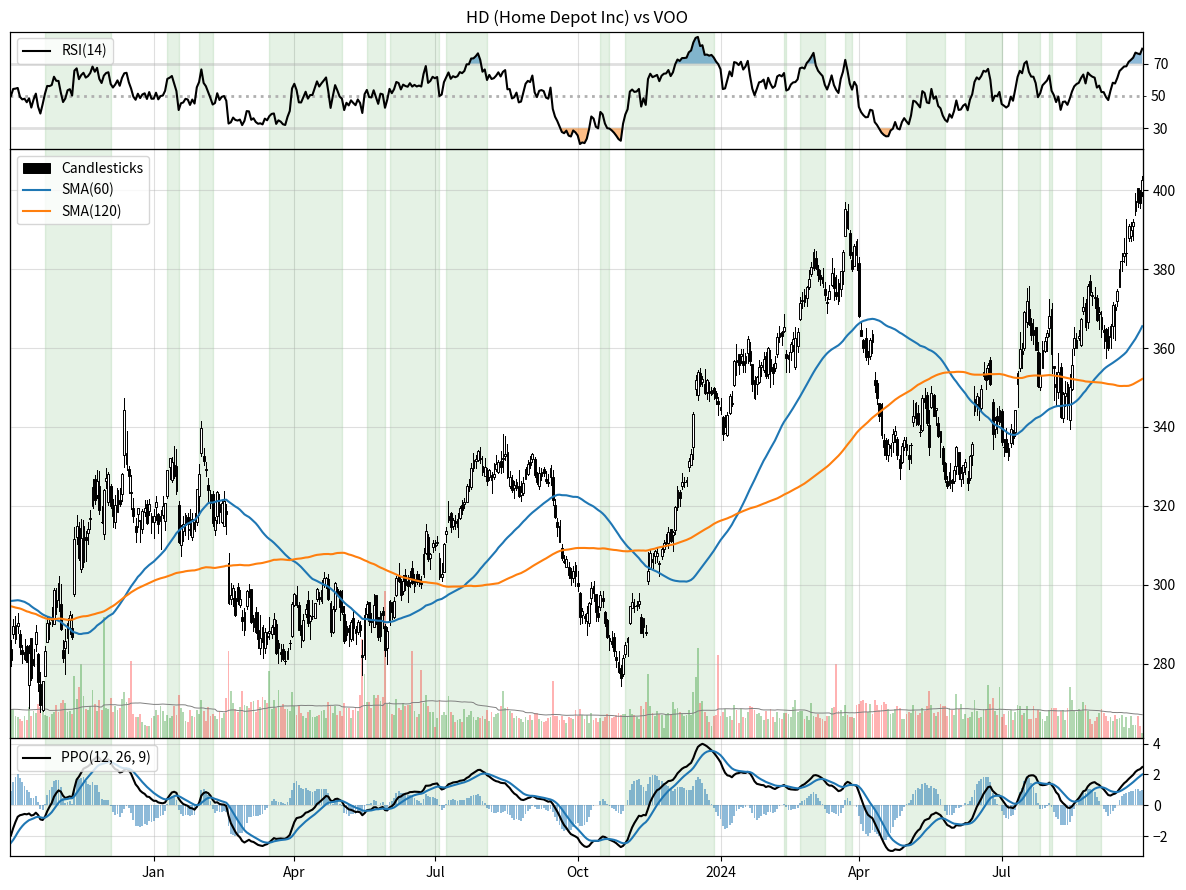 HD (Home Depot Inc) vs VOO
RSI(14)
70
50
30
Candlesticks
SMA(60)
SMA(120)
400
380
360
340
320
300
280
PPO(12, 26, 9)
4
2
0
−2
Jan Apr Jul Oct 2024 Apr Jul